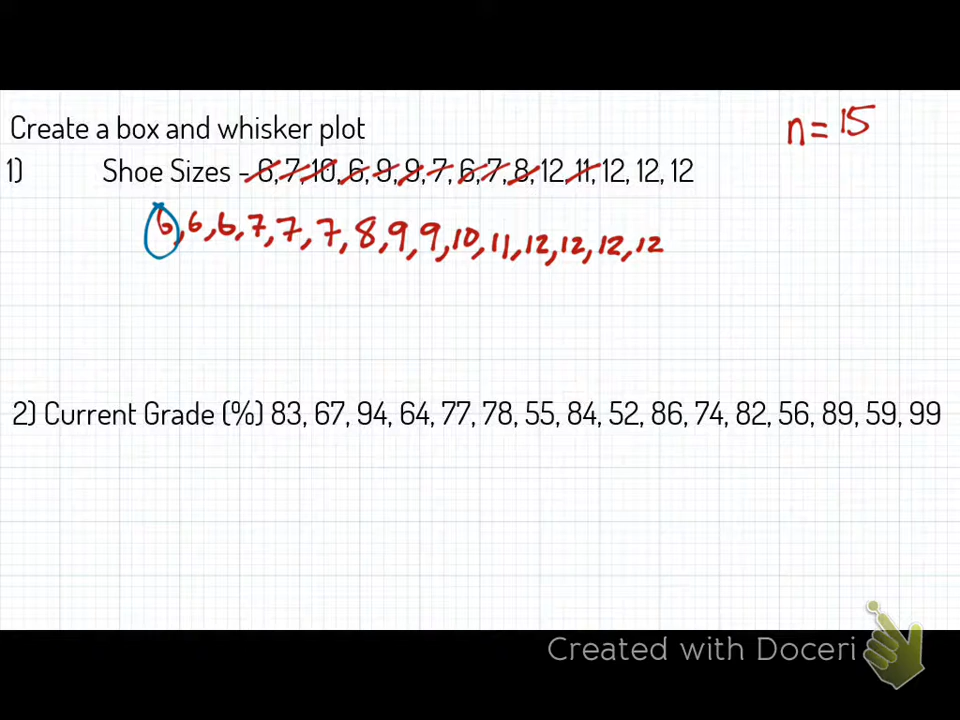 Create a box and whisker plot
n = 15
1) Shoe Sizes - 6, 7, 10, 6, 9, 9, 7, 6, 7, 8, 12, 11, 12, 12, 12
6, 6, 6, 7, 7, 7, 8, 9, 9, 10, 11, 12, 12, 12, 12
2) Current Grade (%) 83, 67, 94, 64, 77, 78, 55, 84, 52, 86, 74, 82, 56, 89, 59, 99
Created with Doceri